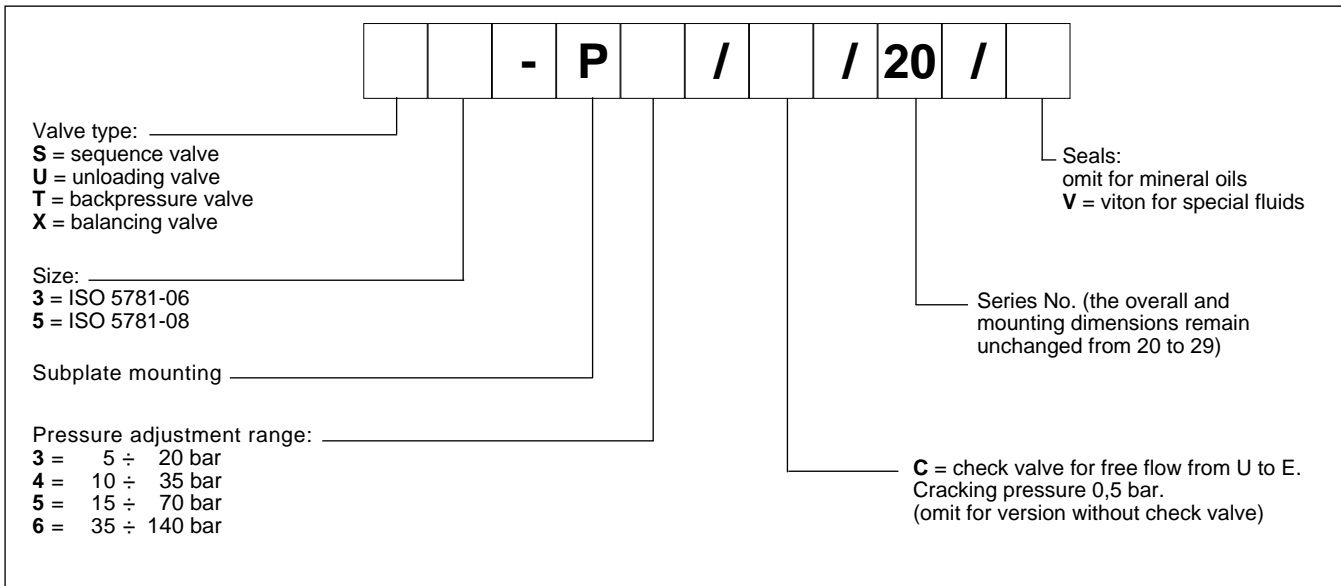 - P / / 20 /
Valve type:
S = sequence valve
U = unloading valve
T = backpressure valve
X = balancing valve
Seals:
omit for mineral oils
V = viton for special fluids
Size:
3 = ISO 5781-06
5 = ISO 5781-08
Series No. (the overall and
mounting dimensions remain
unchanged from 20 to 29)
Subplate mounting
Pressure adjustment range:
3 = 5 ÷ 20 bar
4 = 10 ÷ 35 bar
5 = 15 ÷ 70 bar
6 = 35 ÷ 140 bar
C = check valve for free flow from U to E.
Cracking pressure 0,5 bar.
(omit for version without check valve)